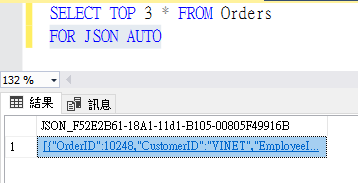 SELECT TOP 3 * FROM Orders
FOR JSON AUTO
132 %
結果 訊息
JSON_F52E2B61-18A1-11d1-B105-00805F49916B
1 [{"OrderID":10248,"CustomerID":"VINET","EmployeeI...